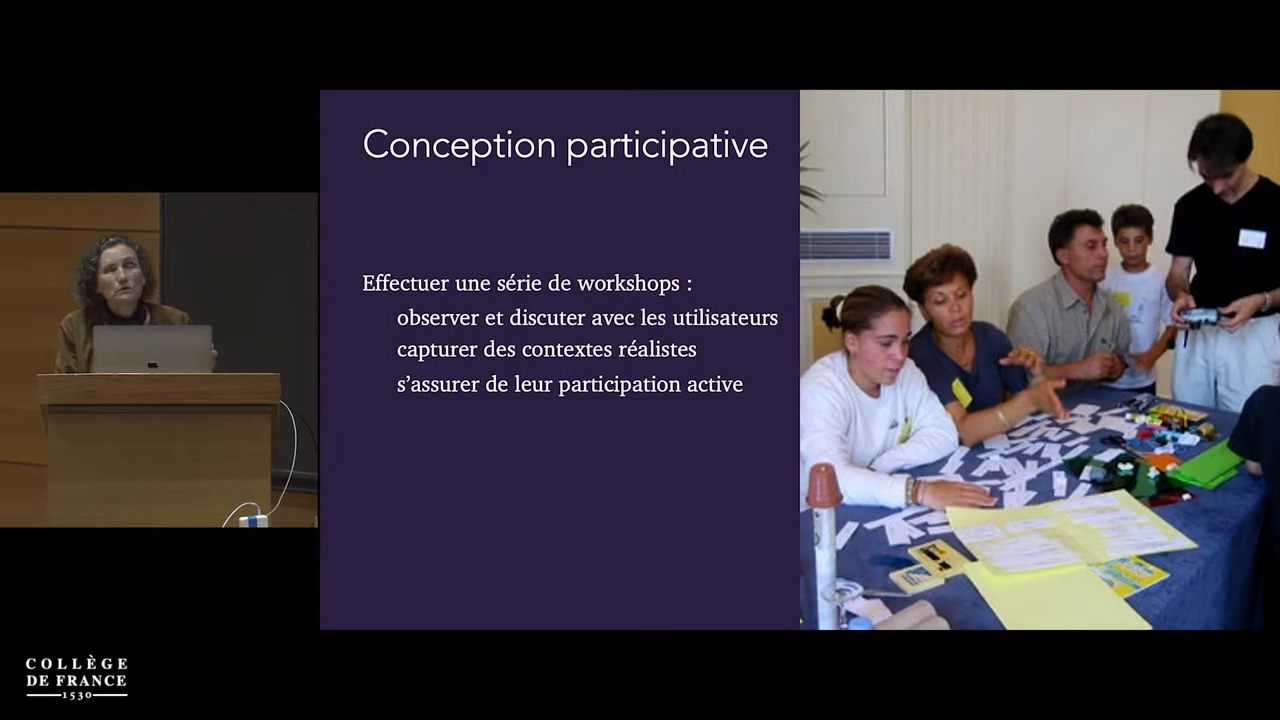 Conception participative
Effectuer une série de workshops :
observer et discuter avec les utilisateurs
capturer des contextes réalistes
s’assurer de leur participation active
COLLÈGE
DE FRANCE
1530